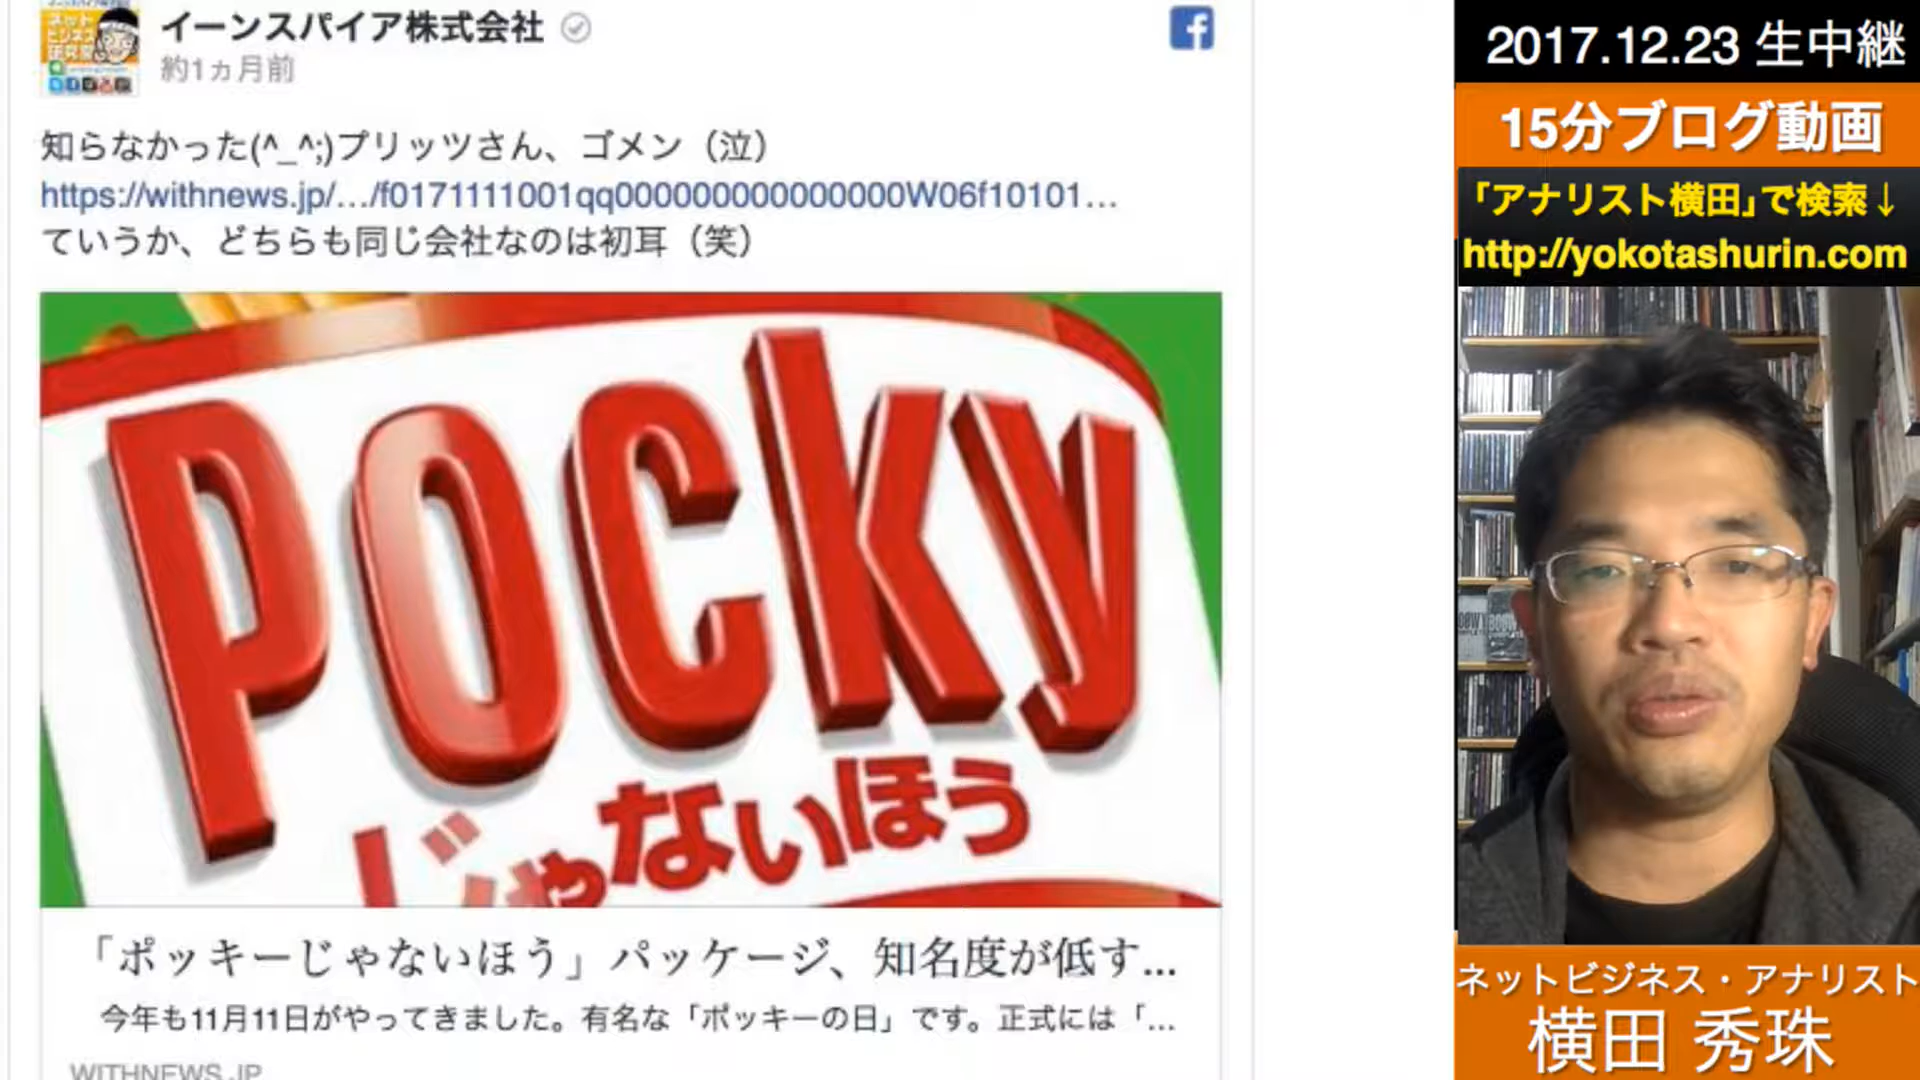 イーンスパイア株式会社
約1ヵ月前
知らなかった(^_^;)プリッツさん、ゴメン（泣）
https://withnews.jp/…/f0171111001qq000000000000000W06f10101…
ていうか、どちらも同じ会社なのは初耳（笑）
Pocky
じゃないほう
「ポッキーじゃないほう」パッケージ、知名度が低す...
今年も11月11日がやってきました。有名な「ポッキーの日」です。正式には「...
WITHNEWS.JP
2017.12.23 生中継
15分ブログ動画
「アナリスト横田」で検索↓
http://yokotashurin.com
ネットビジネス・アナリスト
横田 秀珠